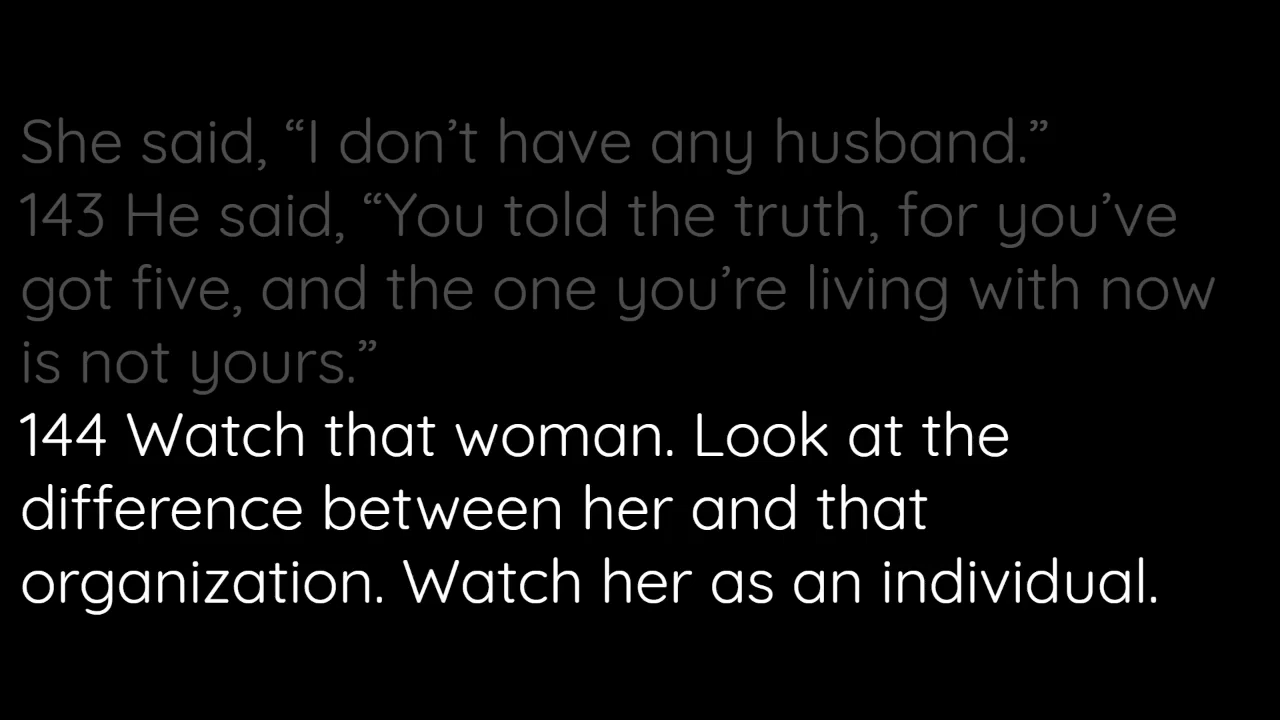 She said, “I don’t have any husband.”
143 He said, “You told the truth, for you’ve
got five, and the one you’re living with now
is not yours.”
144 Watch that woman. Look at the
difference between her and that
organization. Watch her as an individual.